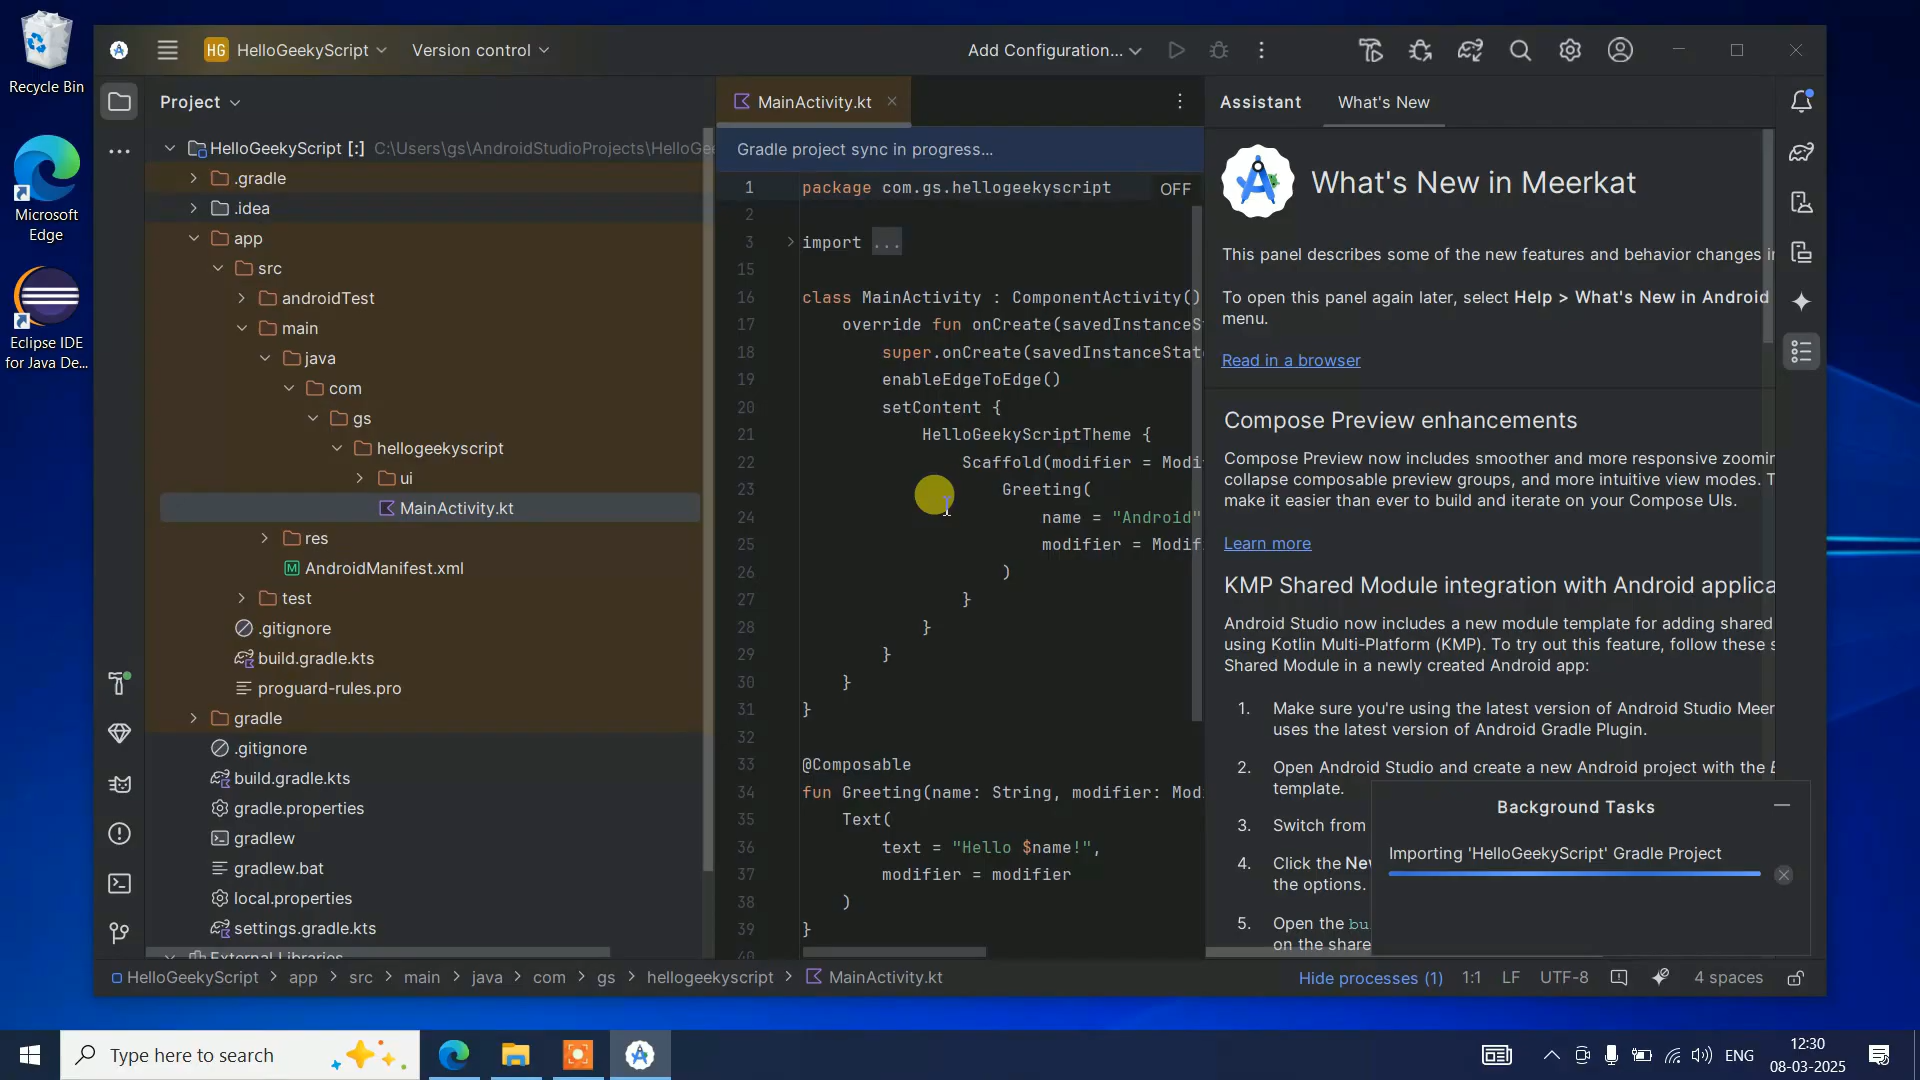 Recycle Bin
Microsoft
Edge
Eclipse IDE
for Java De...
HG HelloGeekyScript
Version control
Add Configuration...
Project
HelloGeekyScript [:] C:\Users\gs\AndroidStudioProjects\HelloGe
.gradle
.idea
app
src
androidTest
main
java
com
gs
hellogeekyscript
ui
MainActivity.kt
res
AndroidManifest.xml
test
.gitignore
build.gradle.kts
proguard-rules.pro
gradle
.gitignore
build.gradle.kts
gradle.properties
gradlew
gradlew.bat
local.properties
settings.gradle.kts
External Libraries
MainActivity.kt
Gradle project sync in progress...
1 package com.gs.hellogeekyscript OFF
2
3 import ...
15
16 class MainActivity : ComponentActivity()
17 override fun onCreate(savedInstanceS
18 super.onCreate(savedInstanceState
19 enableEdgeToEdge()
20 setContent {
21 HelloGeekyScriptTheme {
22 Scaffold(modifier = Modi
23 Greeting(
24 name = "Android"
25 modifier = Modif
26 )
27 }
28 }
29 }
30 }
31 }
32
33 @Composable
34 fun Greeting(name: String, modifier: Mod
35 Text(
36 text = "Hello $name!",
37 modifier = modifier
38 )
39 }
40
Assistant What's New
What's New in Meerkat
This panel describes some of the new features and behavior changes i
To open this panel again later, select Help > What's New in Android
menu.
Read in a browser
Compose Preview enhancements
Compose Preview now includes smoother and more responsive zoomin
collapse composable preview groups, and more intuitive view modes. T
make it easier than ever to build and iterate on your Compose UIs.
Learn more
KMP Shared Module integration with Android applica
Android Studio now includes a new module template for adding shared
using Kotlin Multi-Platform (KMP). To try out this feature, follow these s
Shared Module in a newly created Android app:
1. Make sure you're using the latest version of Android Studio Meer
uses the latest version of Android Gradle Plugin.
2. Open Android Studio and create a new Android project with the E
template.
3. Switch from
4. Click the Nev
the options.
5. Open the bu
on the share
Background Tasks
Importing 'HelloGeekyScript' Gradle Project
HelloGeekyScript > app > src > main > java > com > gs > hellogeekyscript > MainActivity.kt
Hide processes (1) 1:1 LF UTF-8 4 spaces
Type here to search
ENG
12:30
08-03-2025